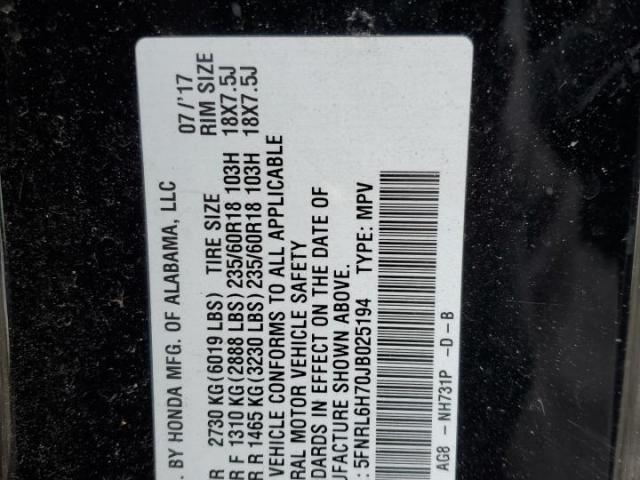 . BY HONDA MFG. OF ALABAMA, LLC 07/'17
R 2730 KG (6019 LBS) TIRE SIZE RIM SIZE
R F 1310 KG (2888 LBS) 235/60R18 103H 18X7.5J
R R 1465 KG (3230 LBS) 235/60R18 103H 18X7.5J
VEHICLE CONFORMS TO ALL APPLICABLE
RAL MOTOR VEHICLE SAFETY
DARDS IN EFFECT ON THE DATE OF
UFACTURE SHOWN ABOVE.
: 5FNRL6H70JB025194 TYPE: MPV
AG8 - NH731P -D-B